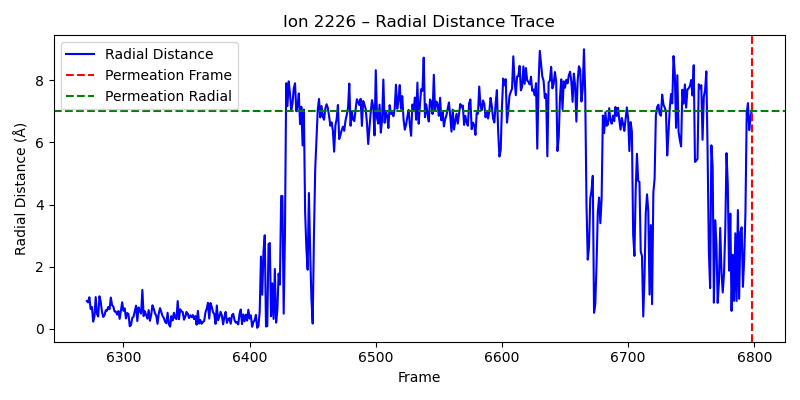 Ion 2226 – Radial Distance Trace
Radial Distance
Permeation Frame
Permeation Radial
Radial Distance (Å)
8
6
4
2
0
6300 6400 6500 6600 6700 6800
Frame